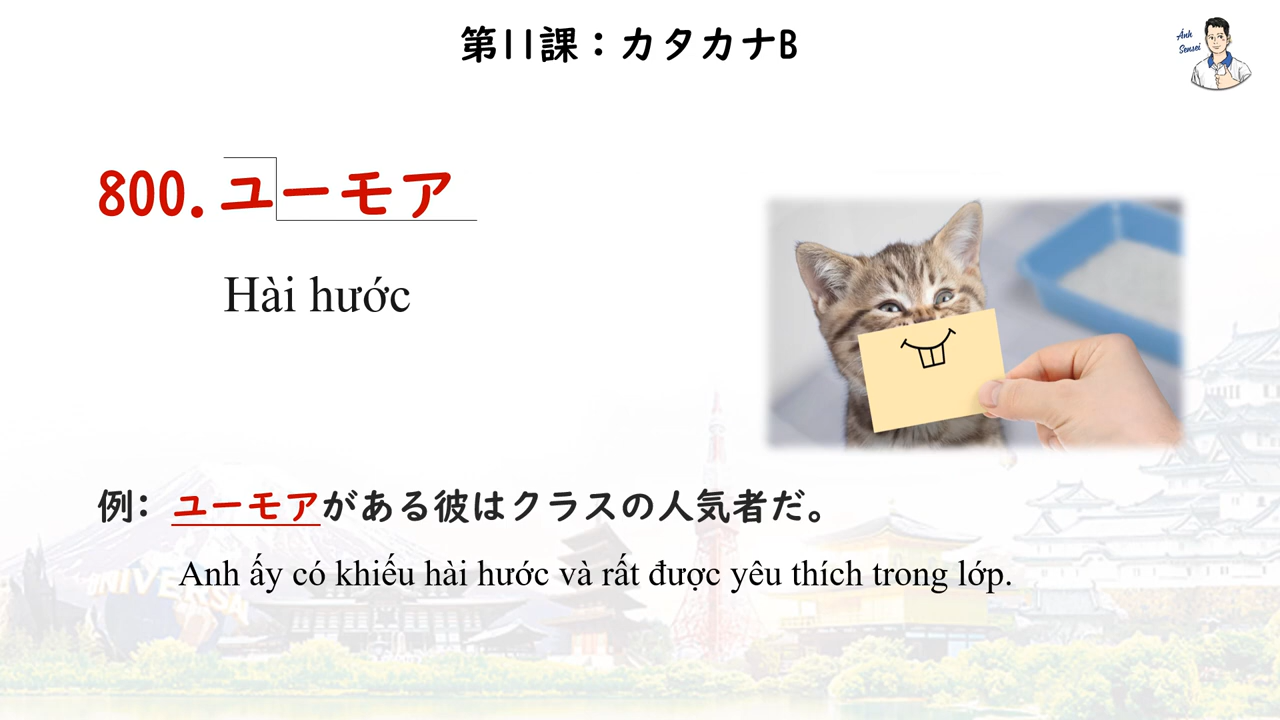 第11課：カタカナB
Anh
Sensei
800. ユーモア
Hài hước
例： ユーモアがある彼はクラスの人気者だ。
Anh ấy có khiếu hài hước và rất được yêu thích trong lớp.
UNIVERSA